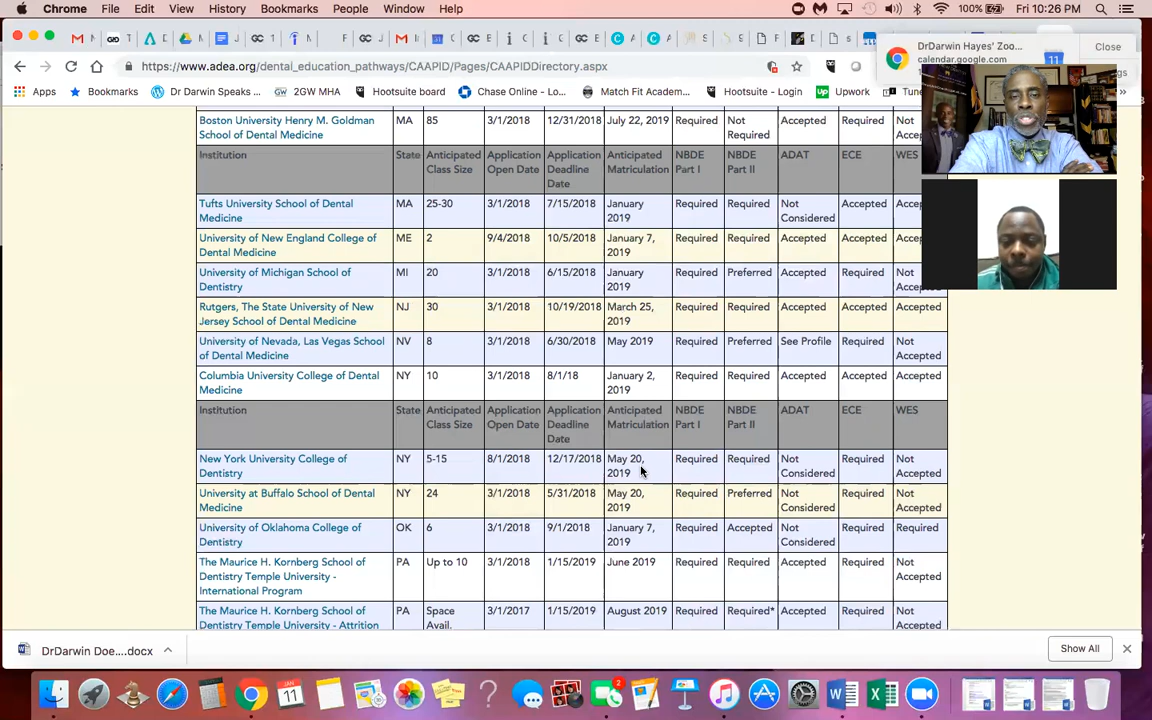 Chrome File Edit View History Bookmarks People Window Help 100% Fri 10:26 PM
DrDarwin Hayes' Zoo...
calendar.google.com
Close
https://www.adea.org/dental_education_pathways/CAAPID/Pages/CAAPIDDirectory.aspx
Apps Bookmarks Dr Darwin Speaks ... 2GW MHA Hootsuite board Chase Online - Lo... Match Fit Academ... Hootsuite - Login Upwork
Boston University Henry M. Goldman MA 85 3/1/2018 12/31/2018 July 22, 2019 Required Not Accepted Required Not
School of Dental Medicine Required
Institution State Anticipated Application Application Anticipated NBDE NBDE ADAT ECE WES
Class Size Open Date Deadline Matriculation Part I Part II
Date
Tufts University School of Dental MA 25-30 3/1/2018 7/15/2018 January Required Required Not Accepted
Medicine 2019 Considered
University of New England College of ME 2 9/4/2018 10/5/2018 January 7, Required Required Accepted Accepted
Dental Medicine 2019
University of Michigan School of MI 20 3/1/2018 6/15/2018 January Required Preferred Accepted Required Not
Dentistry 2019 Accepted
Rutgers, The State University of New NJ 30 3/1/2018 10/19/2018 March 25, Required Required Accepted Accepted Accepted
Jersey School of Dental Medicine 2019
University of Nevada, Las Vegas School NV 8 3/1/2018 6/30/2018 May 2019 Required Preferred See Profile Required Not
of Dental Medicine Accepted
Columbia University College of Dental NY 10 3/1/2018 8/1/18 January 2, Required Required Accepted Accepted Accepted
Medicine 2019
Institution State Anticipated Application Application Anticipated NBDE NBDE ADAT ECE WES
Class Size Open Date Deadline Matriculation Part I Part II
Date
New York University College of NY 5-15 8/1/2018 12/17/2018 May 20, Required Required Not Required Not
Dentistry 2019 Considered Accepted
University at Buffalo School of Dental NY 24 3/1/2018 5/31/2018 May 20, Required Preferred Not Required Not
Medicine 2019 Considered Accepted
University of Oklahoma College of OK 6 3/1/2018 9/1/2018 January 7, Required Accepted Not Required Required
Dentistry 2019 Considered
The Maurice H. Kornberg School of PA Up to 10 3/1/2018 1/15/2019 June 2019 Required Required Accepted Required Not
Dentistry Temple University - Accepted
International Program
The Maurice H. Kornberg School of PA Space 3/1/2017 1/15/2019 August 2019 Required Required* Accepted Required Not
Dentistry Temple University - Attrition Avail. Accepted
DrDarwin Doe....docx Show All